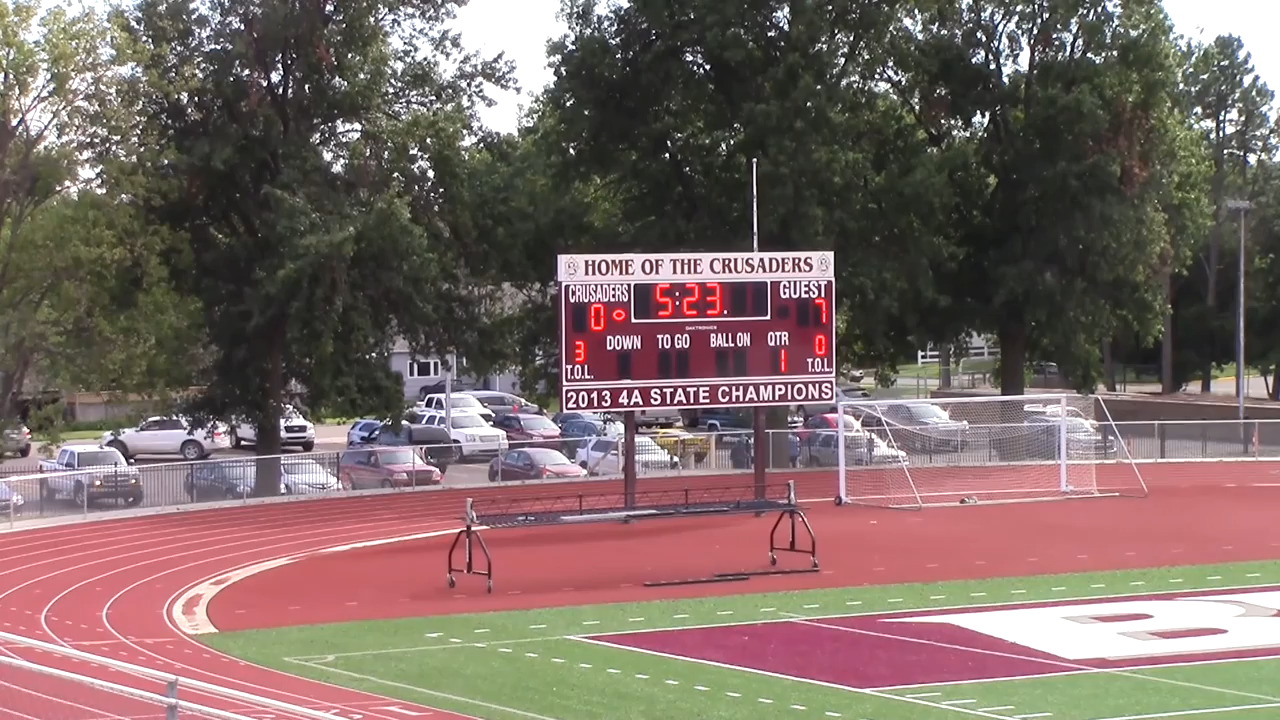 HOME OF THE CRUSADERS
CRUSADERS 5:23. GUEST
0 7
DAKTRONICS
DOWN TO GO BALL ON QTR
3 1 0
T.O.L. T.O.L.
2013 4A STATE CHAMPIONS
B